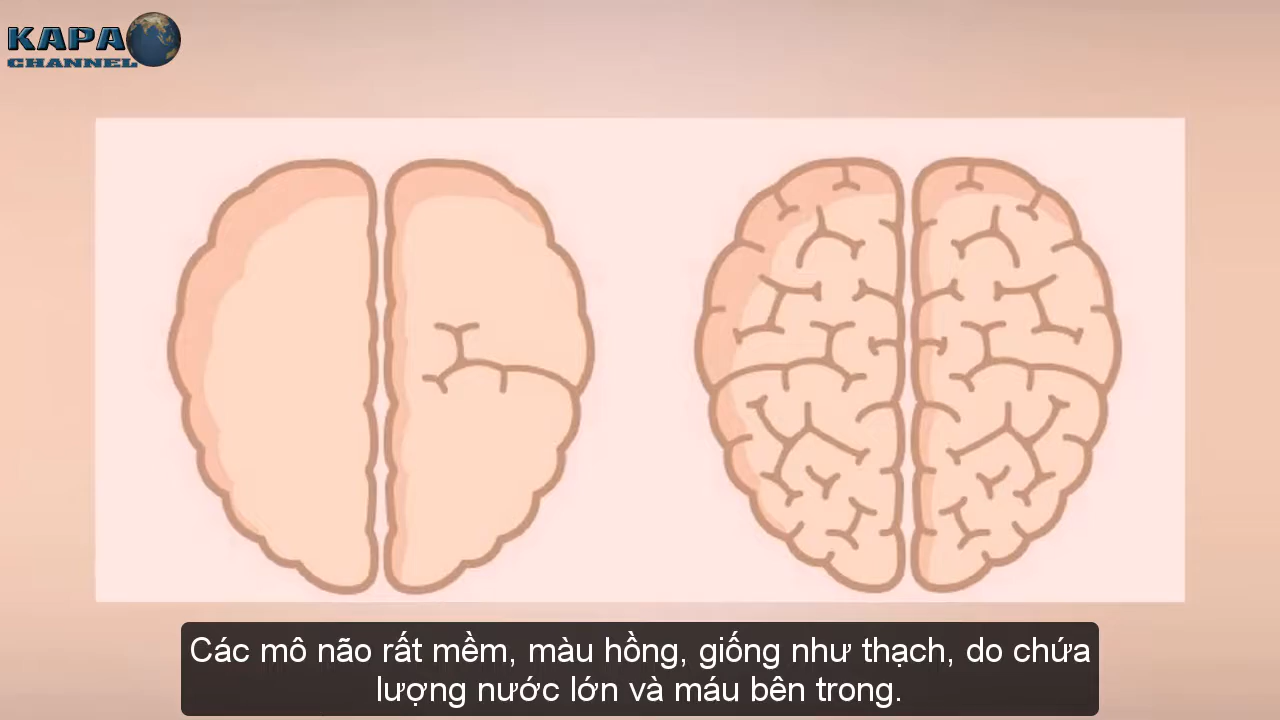 KAPA
CHANNEL
Các mô não rất mềm, màu hồng, giống như thạch, do chứa
lượng nước lớn và máu bên trong.